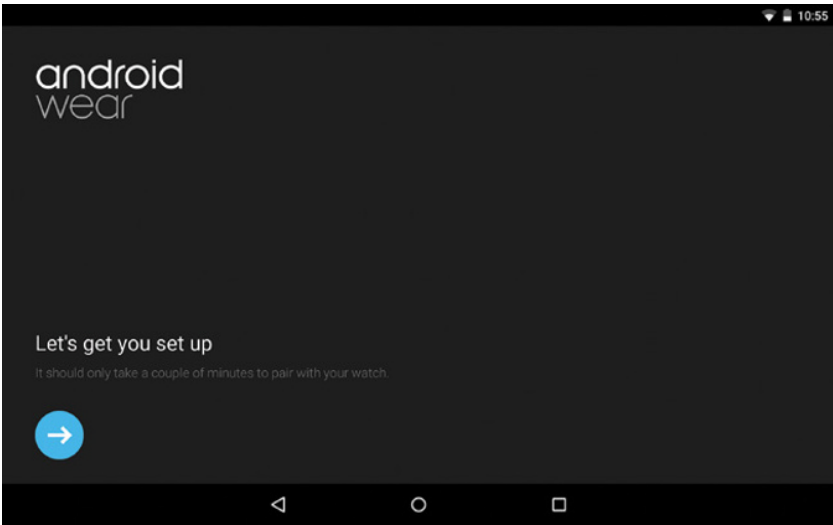 10:55
android
wear
Let's get you set up
It should only take a couple of minutes to pair with your watch.